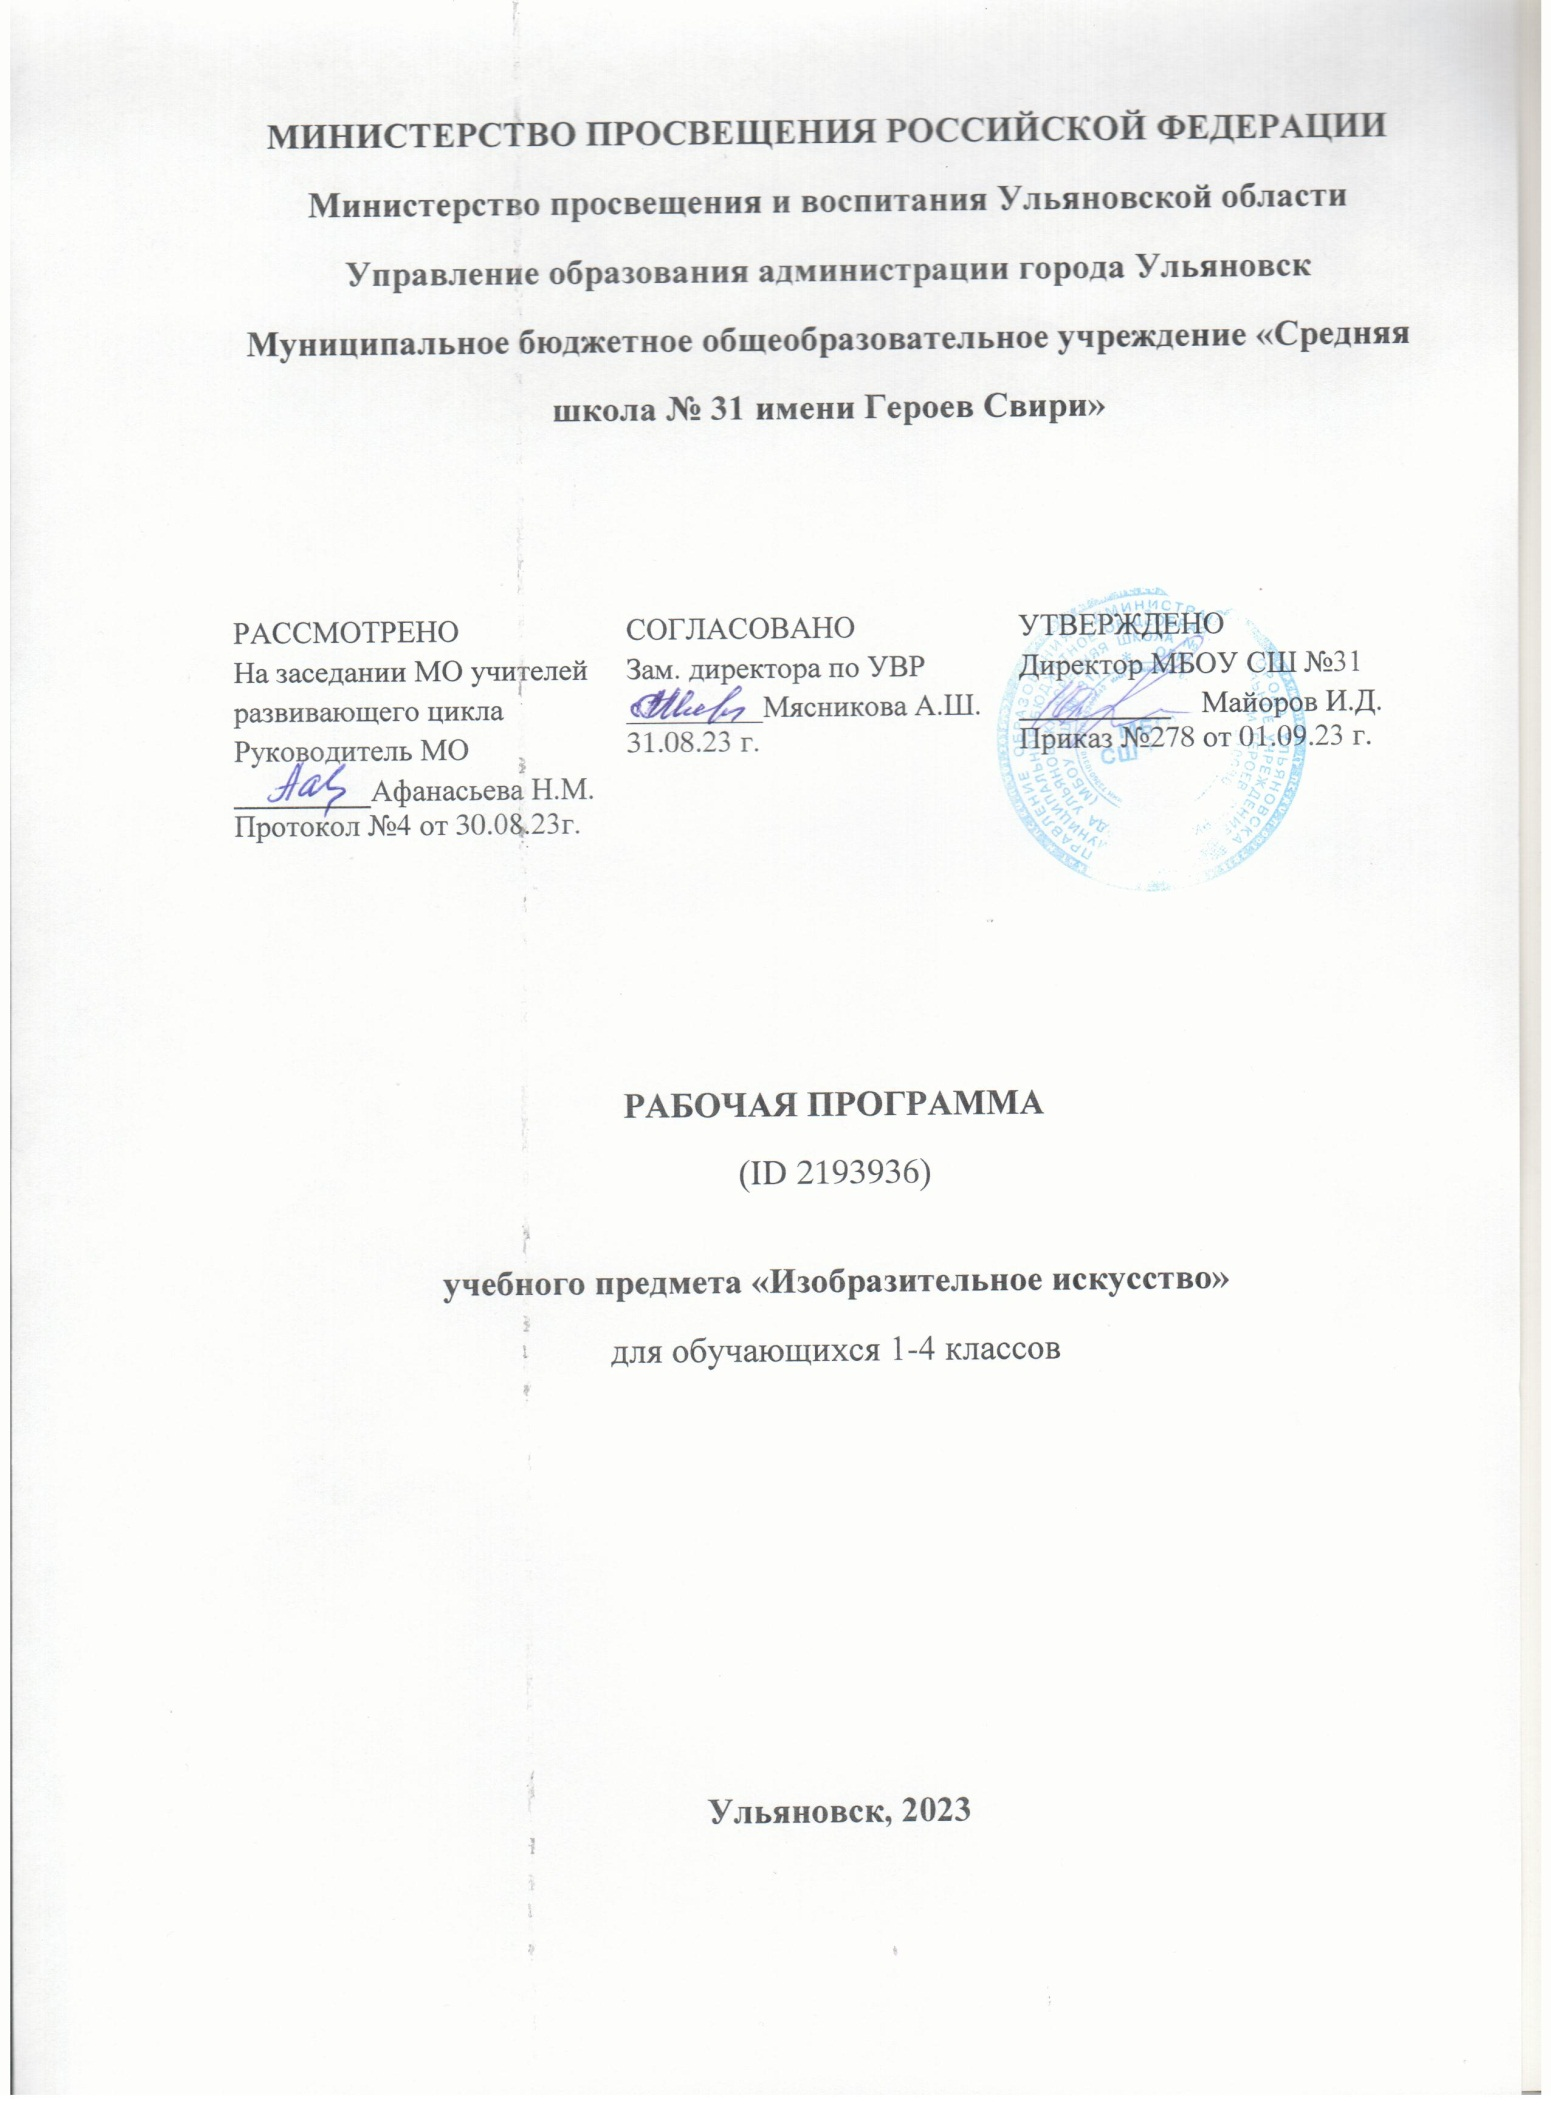 МИНИСТЕРСТВО ПРОСВЕЩЕНИЯ РОССИЙСКОЙ ФЕДЕРАЦИИ
Министерство просвещения и воспитания Ульяновской области
Управление образования администрации города Ульяновск
Муниципальное бюджетное общеобразовательное учреждение «Средняя
школа № 31 имени Героев Свири»
РАССМОТРЕНО
На заседании МО учителей
развивающего цикла
Руководитель МО
__________Афанасьева Н.М.
Протокол №4 от 30.08.23г.
СОГЛАСОВАНО
Зам. директора по УВР
__________Мясникова А.Ш.
31.08.23 г.
УТВЕРЖДЕНО
Директор МБОУ СШ №31
___________ Майоров И.Д.
Приказ №278 от 01.09.23 г.
РАБОЧАЯ ПРОГРАММА
(ID 2193936)
учебного предмета «Изобразительное искусство»
для обучающихся 1-4 классов
Ульяновск, 2023